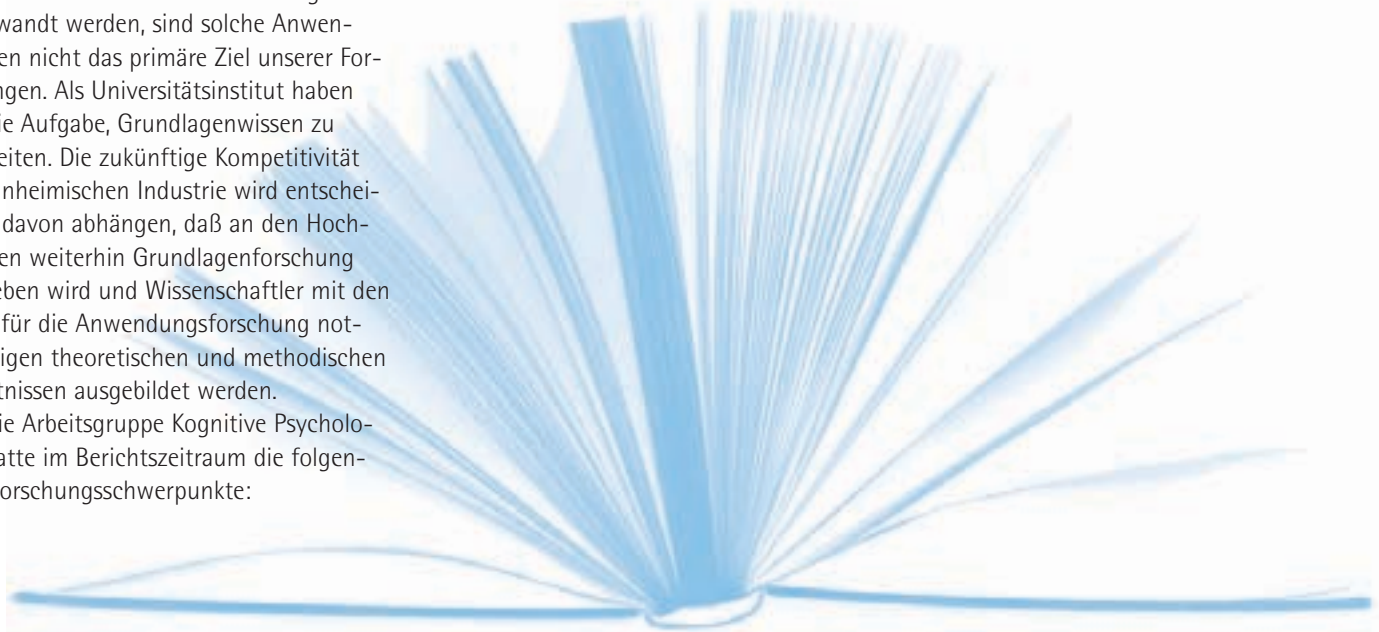 wandt werden, sind solche Anwen-
en nicht das primäre Ziel unserer For-
ngen. Als Universitätsinstitut haben
ie Aufgabe, Grundlagenwissen zu
eiten. Die zukünftige Kompetitivität
nheimischen Industrie wird entschei-
davon abhängen, daß an den Hoch-
en weiterhin Grundlagenforschung
eben wird und Wissenschaftler mit den
für die Anwendungsforschung not-
igen theoretischen und methodischen
tnissen ausgebildet werden.
ie Arbeitsgruppe Kognitive Psycholo-
atte im Berichtszeitraum die folgen-
orschungsschwerpunkte: